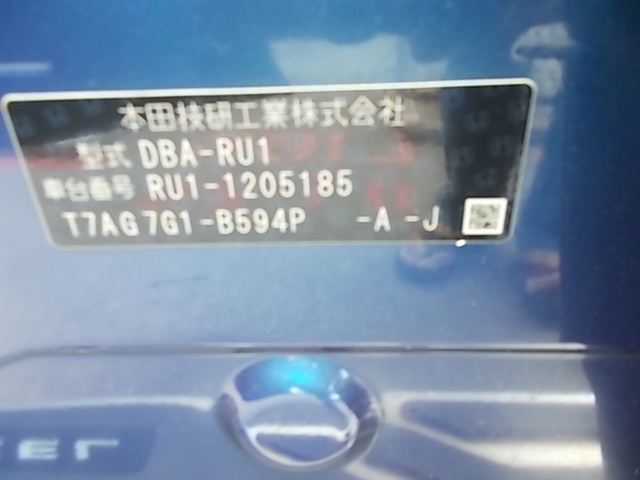 本田技研工業株式会社
型式 DBA-RU1
車台番号 RU1-1205185
T7AG7G1-B594P -A -J